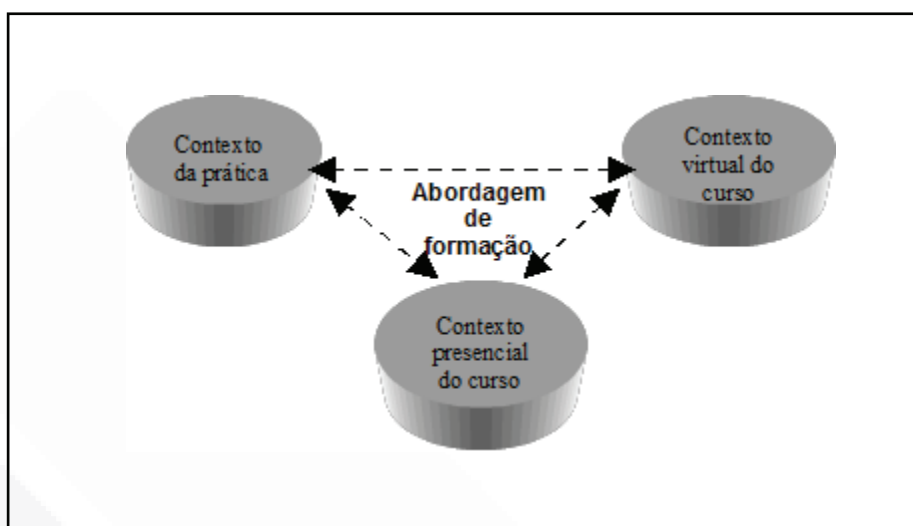 Contexto
da prática
Contexto
virtual do
curso
Abordagem
de
formação
Contexto
presencial
do curso